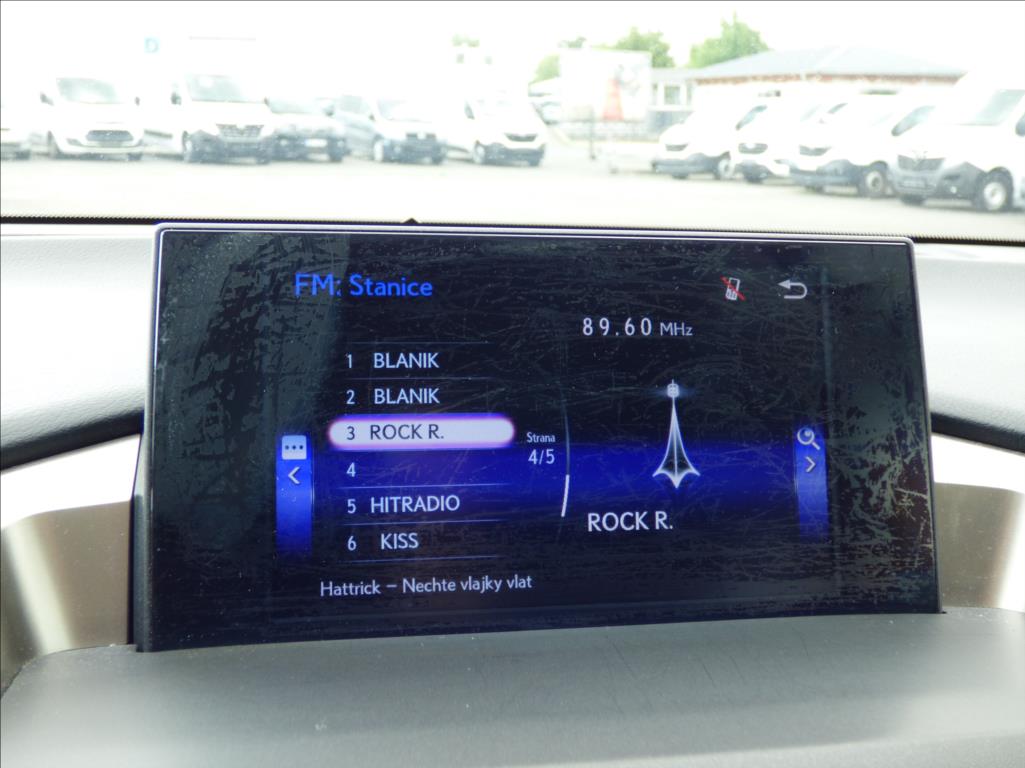 FM: Stanice
89.60 MHz
1 BLANIK
2 BLANIK
3 ROCK R.
4
5 HITRADIO
6 KISS
Strana
4/5
ROCK R.
Hattrick – Nechte vlajky vlat